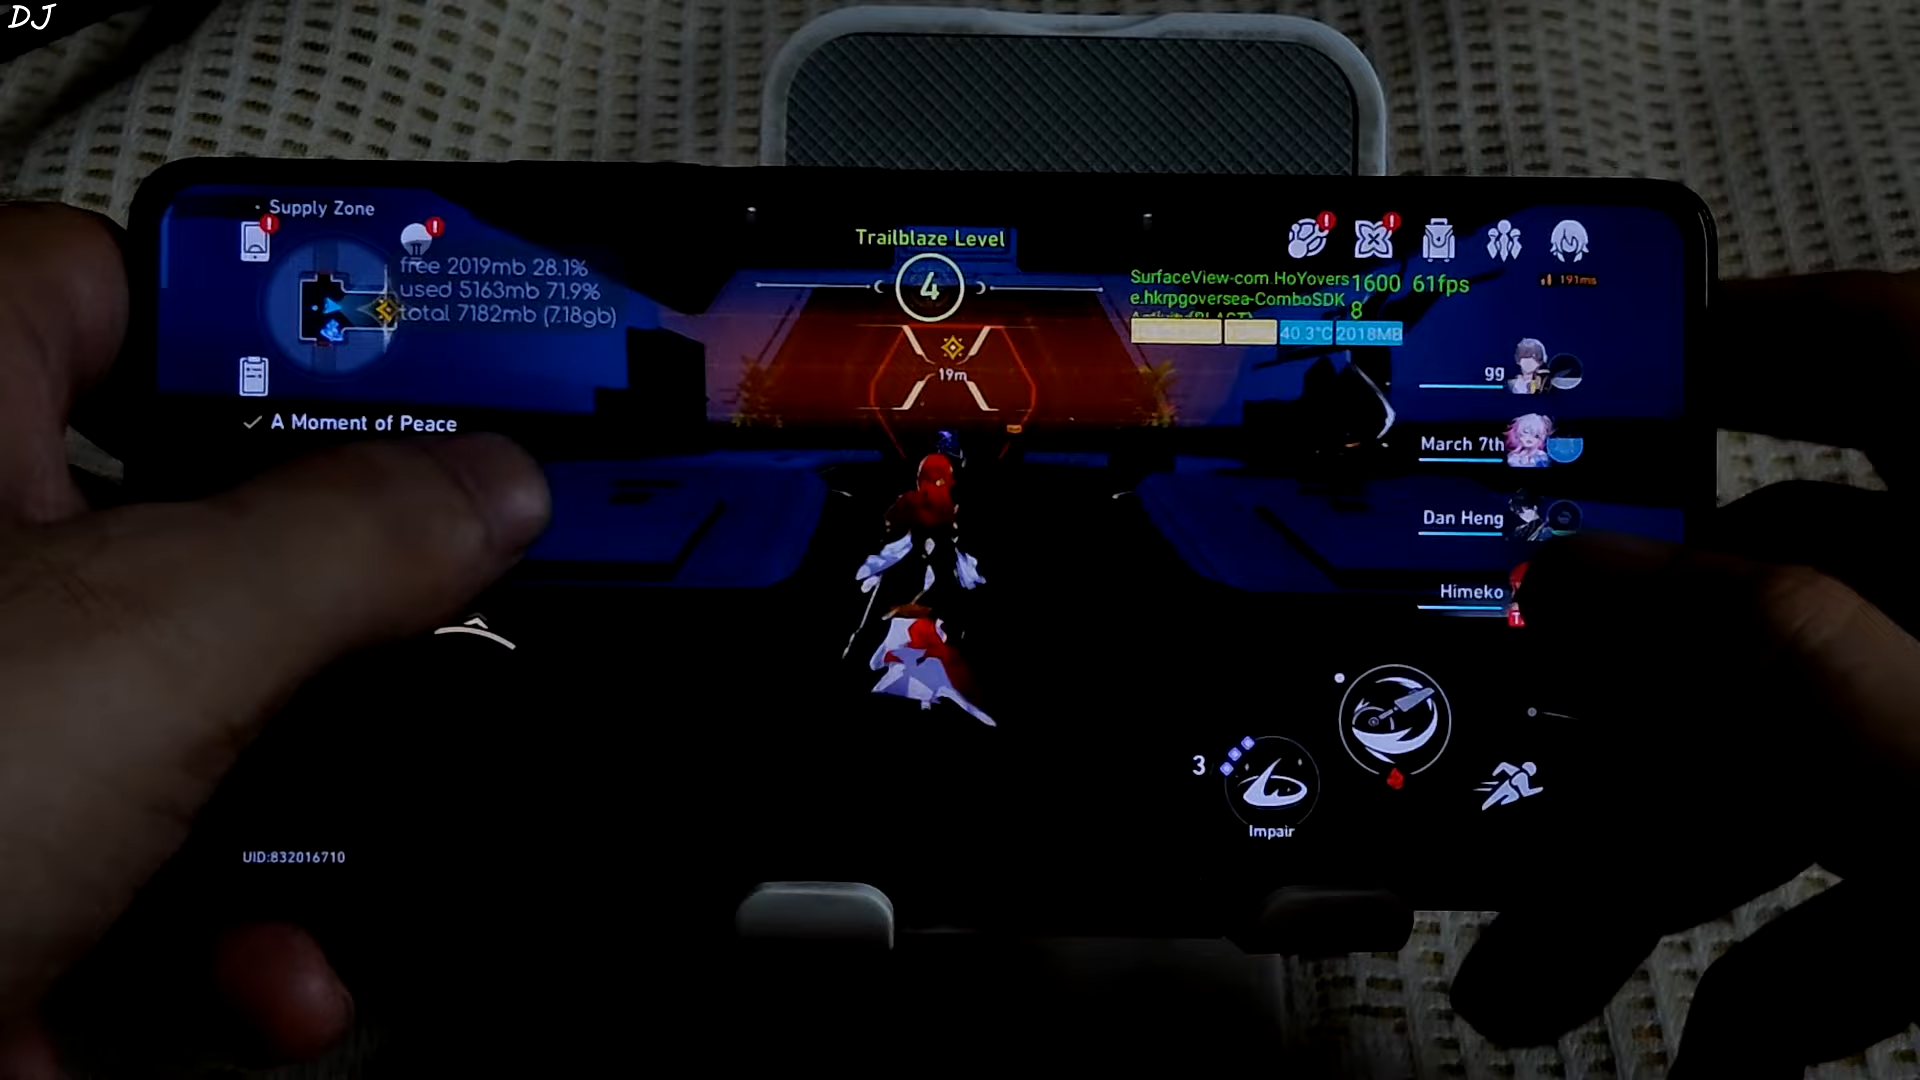 DJ
Supply Zone
free 2019mb 28.1%
used 5163mb 71.9%
total 7182mb (7.18gb)
A Moment of Peace
Trailblaze Level
4
19m
SurfaceView-com.HoYovers
e.hkrpgoversea-ComboSDK
1600 61fps
8
40.3°C 2018MB
191ms
gg
March 7th
Dan Heng
Himeko
3
Impair
UID:832016710